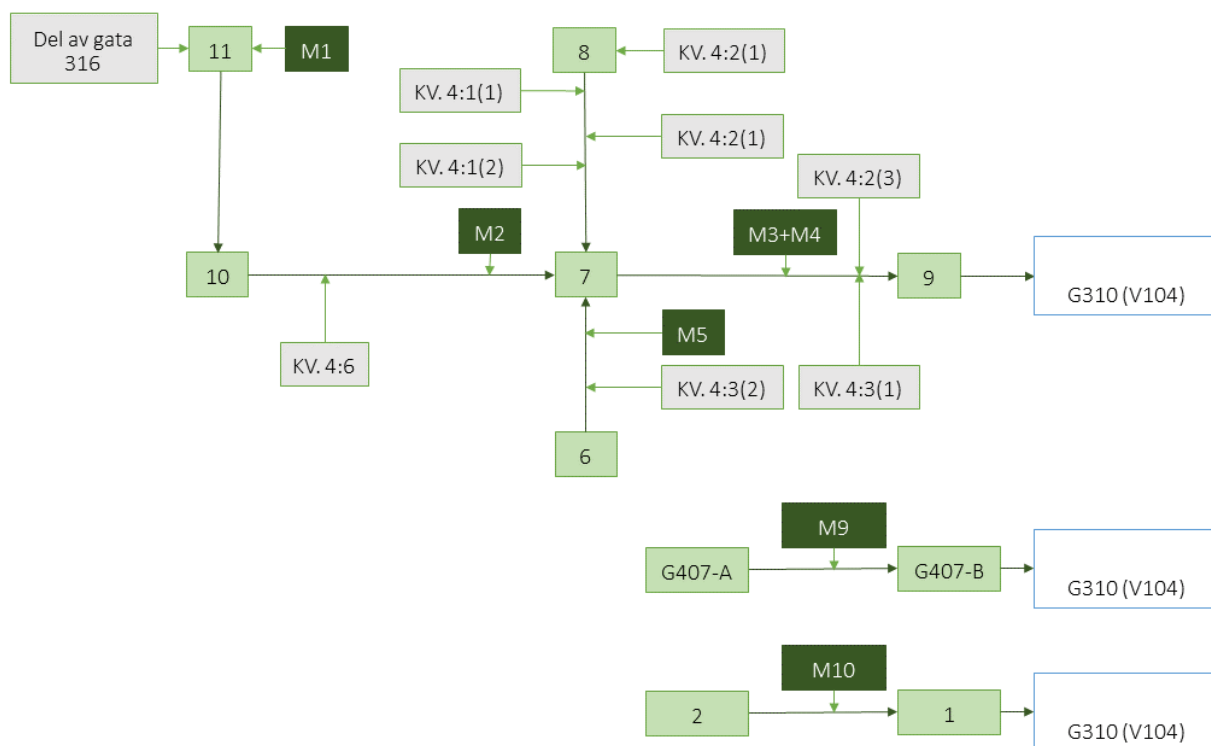 Del av gata
316
11
M1
8
KV. 4:2(1)
KV. 4:1(1)
KV. 4:2(1)
KV. 4:1(2)
KV. 4:2(3)
M2
M3+M4
10
7
9
G310 (V104)
M5
KV. 4:6
KV. 4:3(2)
KV. 4:3(1)
6
M9
G407-A
G407-B
G310 (V104)
M10
2
1
G310 (V104)